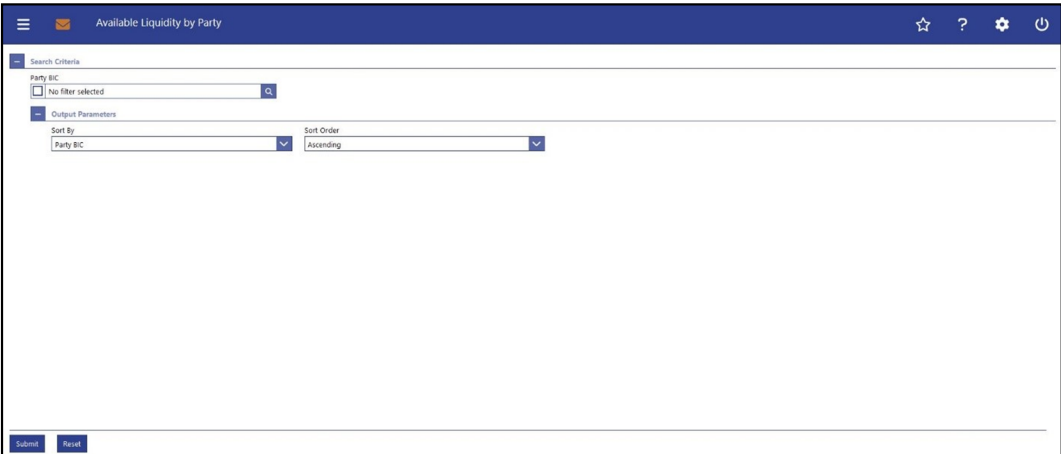 Available Liquidity by Party
?
Search Criteria
Party BIC
No filter selected
Output Parameters
Sort By Sort Order
Party BIC Ascending
Submit Reset